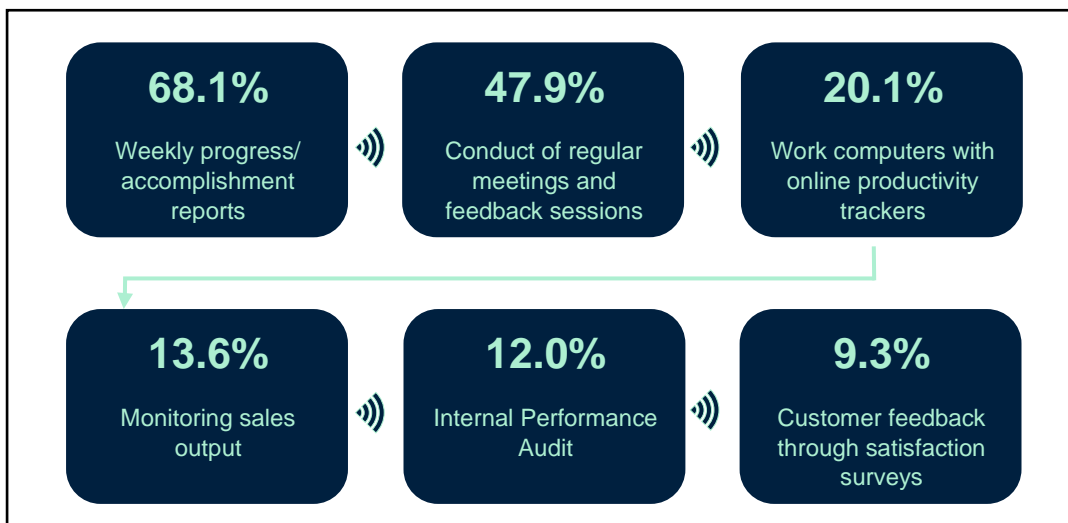 68.1%
Weekly progress/
accomplishment
reports
47.9%
Conduct of regular
meetings and
feedback sessions
20.1%
Work computers with
online productivity
trackers
13.6%
Monitoring sales
output
12.0%
Internal Performance
Audit
9.3%
Customer feedback
through satisfaction
surveys